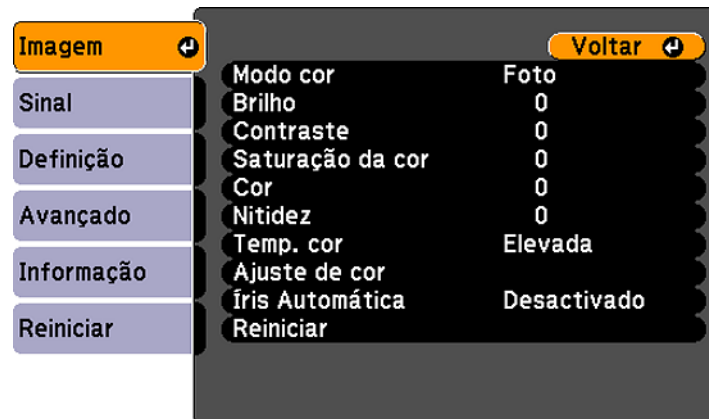 Imagem
Sinal
Definição
Avançado
Informação
Reiniciar
Voltar
Modo cor Foto
Brilho 0
Contraste 0
Saturação da cor 0
Cor 0
Nitidez 0
Temp. cor Elevada
Ajuste de cor
Íris Automática Desactivado
Reiniciar